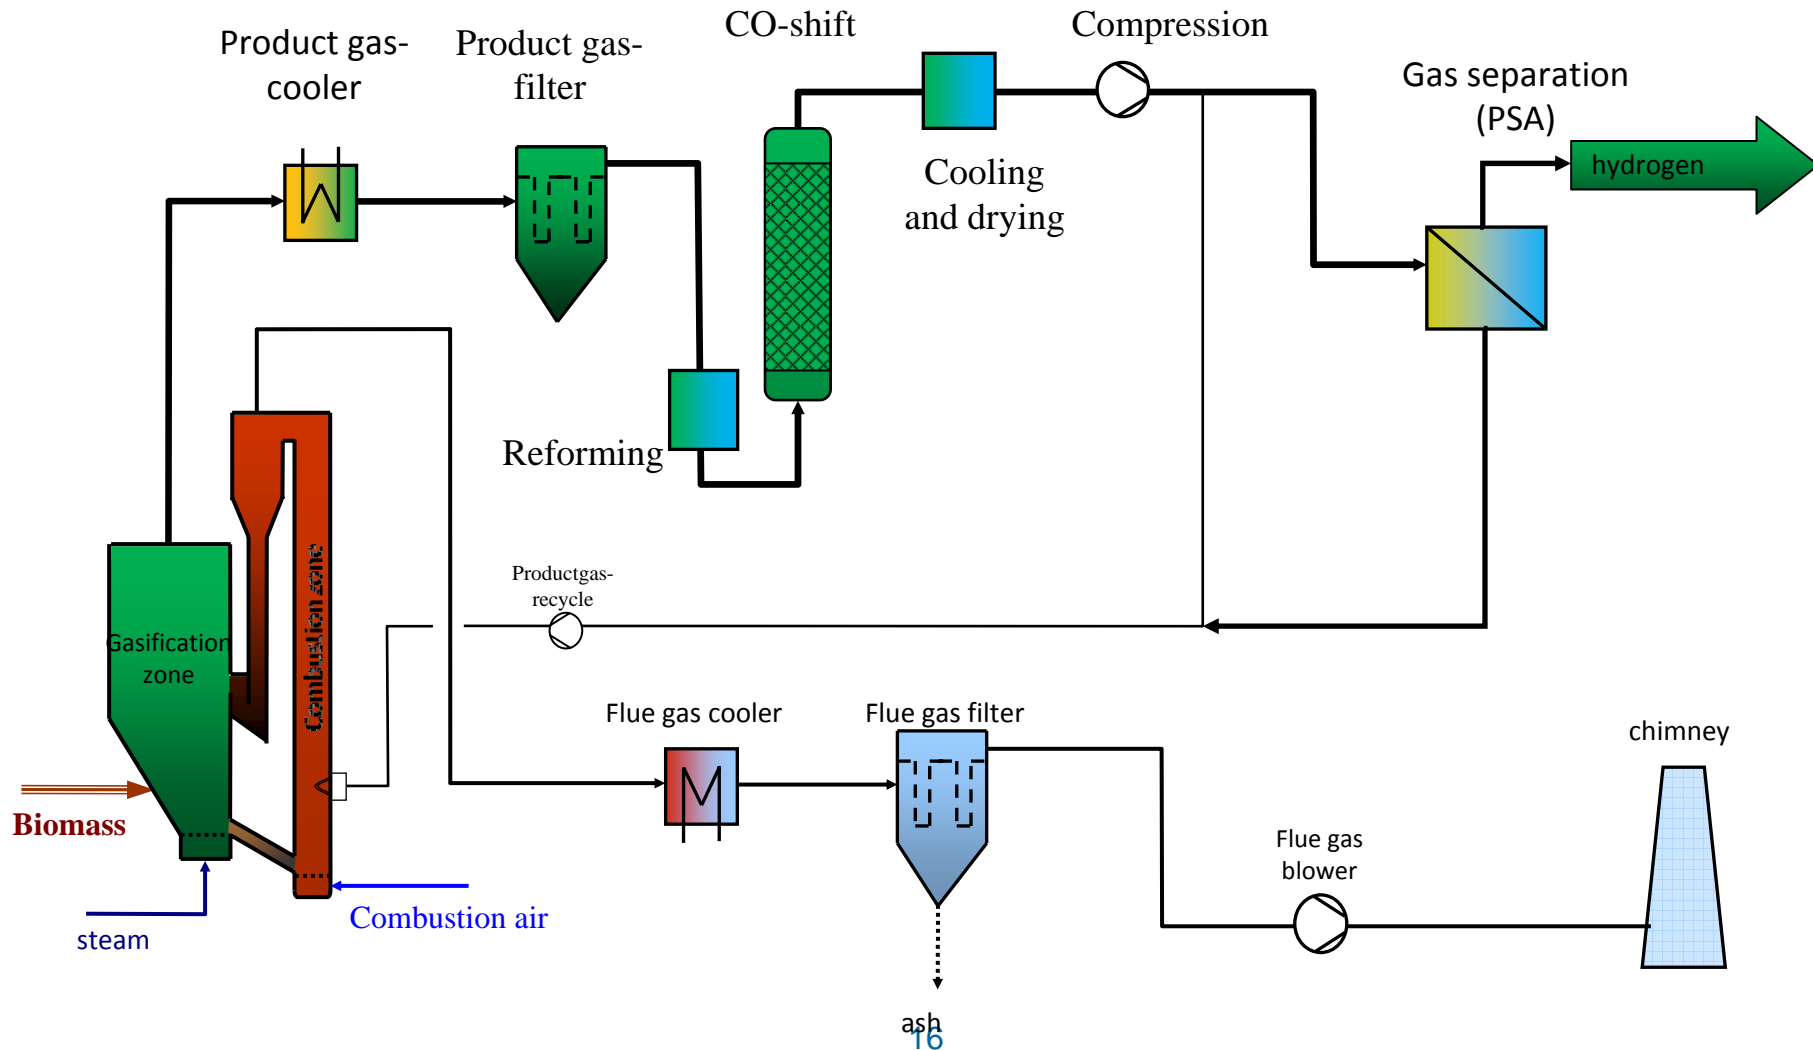 Product gas-
cooler
Product gas-
filter
CO-shift
Compression
Gas separation
(PSA)
hydrogen
Cooling
and drying
Reforming
Combustion zone
Productgas-
recycle
Gasification
zone
Flue gas cooler
Flue gas filter
chimney
Biomass
Flue gas
blower
Combustion air
steam
ash
16